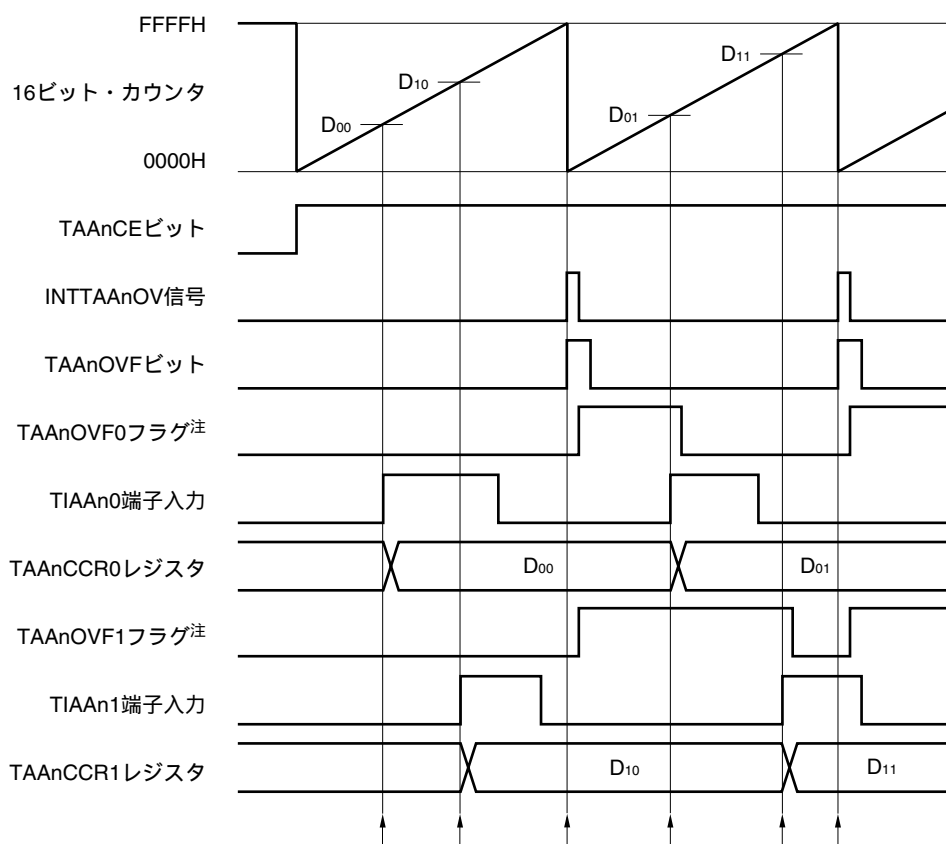 FFFFH
16ビット・カウンタ
0000H
D10
D00
D11
D01
TAAnCEビット
INTTAAnOV信号
TAAnOVFビット
TAAnOVF0フラグ注
TIAAn0端子入力
TAAnCCR0レジスタ
D00
D01
TAAnOVF1フラグ注
TIAAn1端子入力
TAAnCCR1レジスタ
D10
D11